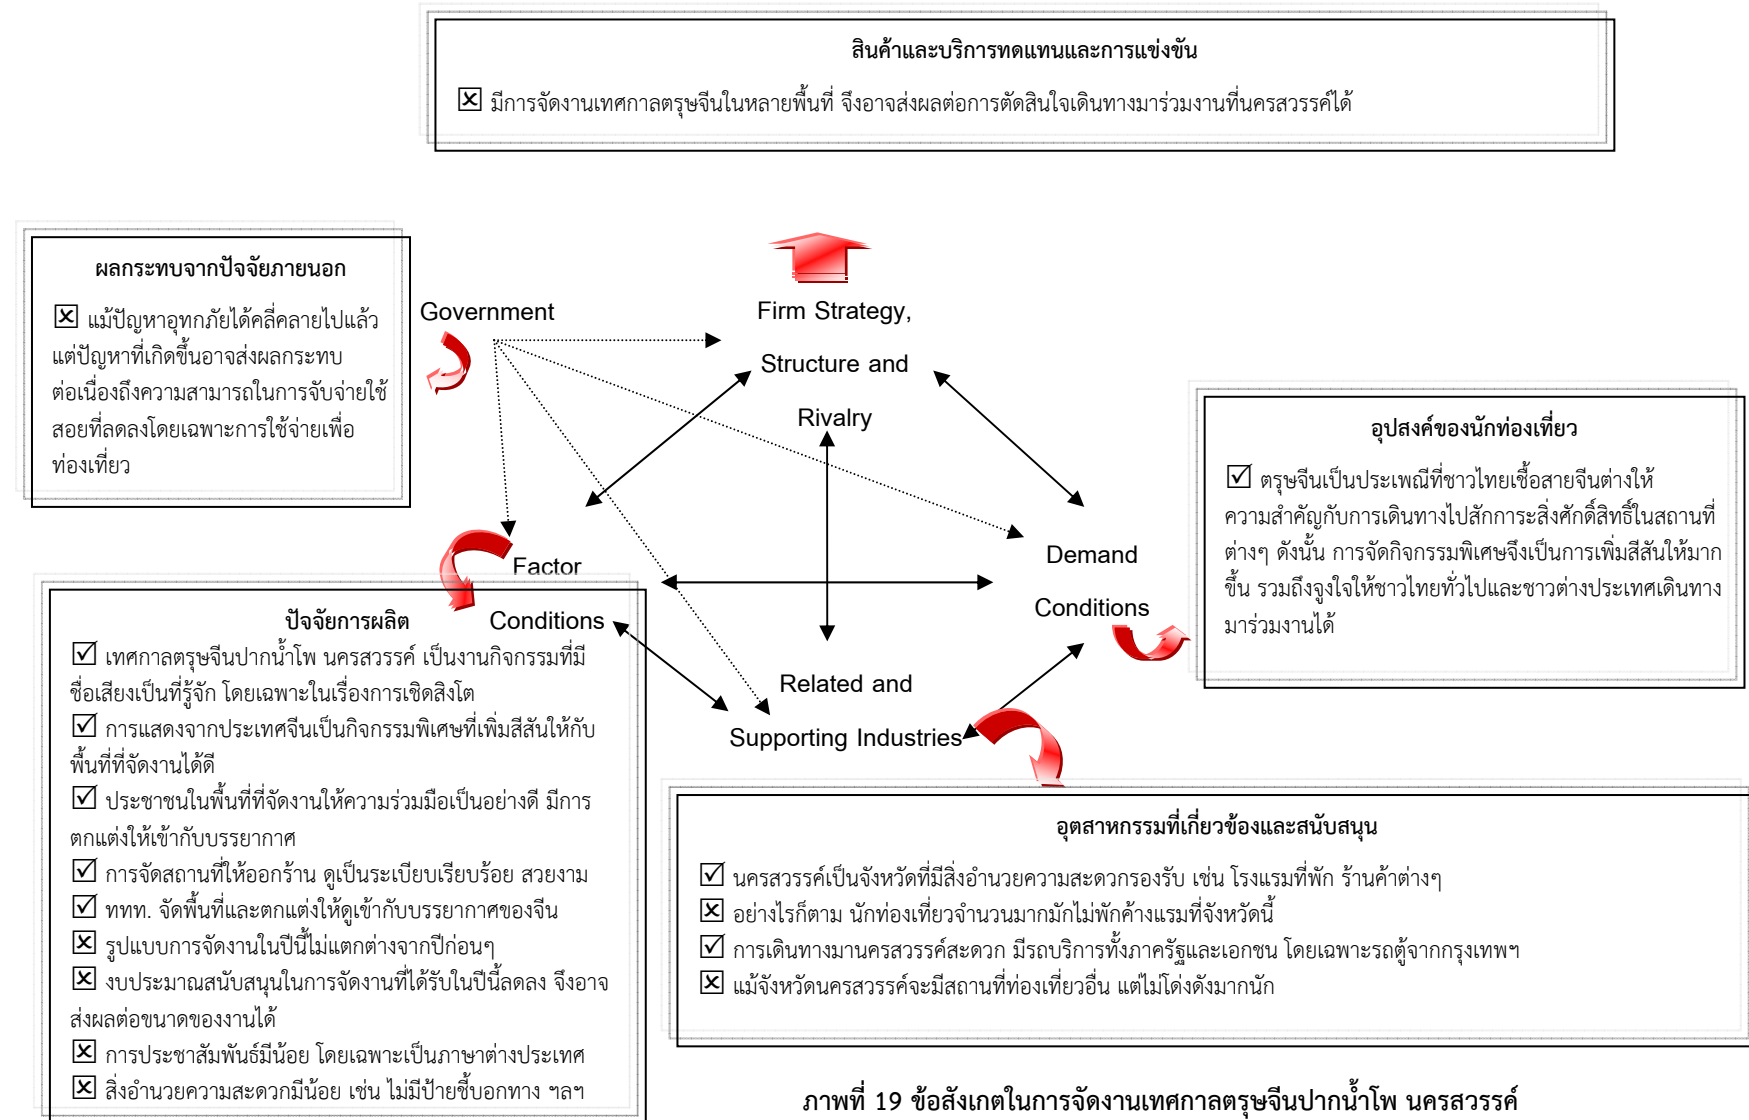 สินค้าและบริการทดแทนและการแข่งขัน
☒ มีการจัดงานเทศกาลตรุษจีนในหลายพื้นที่ จึงอาจส่งผลต่อการตัดสินใจเดินทางมาร่วมงานที่นครสวรรค์ได้
ผลกระทบจากปัจจัยภายนอก
☒ แม้ปัญหาอุทกภัยได้คลี่คลายไปแล้ว
แต่ปัญหาที่เกิดขึ้นอาจส่งผลกระทบ
ต่อเนื่องถึงความสามารถในการจับจ่ายใช้
สอยที่ลดลงโดยเฉพาะการใช้จ่ายเพื่อ
ท่องเที่ยว
Government
Firm Strategy,
Structure and
Rivalry
อุปสงค์ของนักท่องเที่ยว
☑ ตรุษจีนเป็นประเพณีที่ชาวไทยเชื้อสายจีนต่างให้
ความสำคัญกับการเดินทางไปสักการะสิ่งศักดิ์สิทธิ์ในสถานที่
ต่างๆ ดังนั้น การจัดกิจกรรมพิเศษจึงเป็นการเพิ่มสีสันให้มาก
ขึ้น รวมถึงจูงใจให้ชาวไทยทั่วไปและชาวต่างประเทศเดินทาง
มาร่วมงานได้
Factor
Conditions
Demand
Conditions
Related and
Supporting Industries
ปัจจัยการผลิต
☑ เทศกาลตรุษจีนปากน้ำโพ นครสวรรค์ เป็นงานกิจกรรมที่มี
ชื่อเสียงเป็นที่รู้จัก โดยเฉพาะในเรื่องการเชิดสิงโต
☑ การแสดงจากประเทศจีนเป็นกิจกรรมพิเศษที่เพิ่มสีสันให้กับ
พื้นที่ที่จัดงานได้ดี
☑ ประชาชนในพื้นที่ที่จัดงานให้ความร่วมมือเป็นอย่างดี มีการ
ตกแต่งให้เข้ากับบรรยากาศ
☑ การจัดสถานที่ให้ออกร้าน ดูเป็นระเบียบเรียบร้อย สวยงาม
☑ ททท. จัดพื้นที่และตกแต่งให้ดูเข้ากับบรรยากาศของจีน
☒ รูปแบบการจัดงานในปีนี้ไม่แตกต่างจากปีก่อนๆ
☒ งบประมาณสนับสนุนในการจัดงานที่ได้รับในปีนี้ลดลง จึงอาจ
ส่งผลต่อขนาดของงานได้
☒ การประชาสัมพันธ์มีน้อย โดยเฉพาะเป็นภาษาต่างประเทศ
☒ สิ่งอำนวยความสะดวกมีน้อย เช่น ไม่มีป้ายชี้บอกทาง ฯลฯ
อุตสาหกรรมที่เกี่ยวข้องและสนับสนุน
☑ นครสวรรค์เป็นจังหวัดที่มีสิ่งอำนวยความสะดวกรองรับ เช่น โรงแรมที่พัก ร้านค้าต่างๆ
☒ อย่างไรก็ตาม นักท่องเที่ยวจำนวนมากมักไม่พักค้างแรมที่จังหวัดนี้
☑ การเดินทางมานครสวรรค์สะดวก มีรถบริการทั้งภาครัฐและเอกชน โดยเฉพาะรถตู้จากกรุงเทพฯ
☒ แม้จังหวัดนครสวรรค์จะมีสถานที่ท่องเที่ยวอื่น แต่ไม่โด่งดังมากนัก
ภาพที่ 19 ข้อสังเกตในการจัดงานเทศกาลตรุษจีนปากน้ำโพ นครสวรรค์